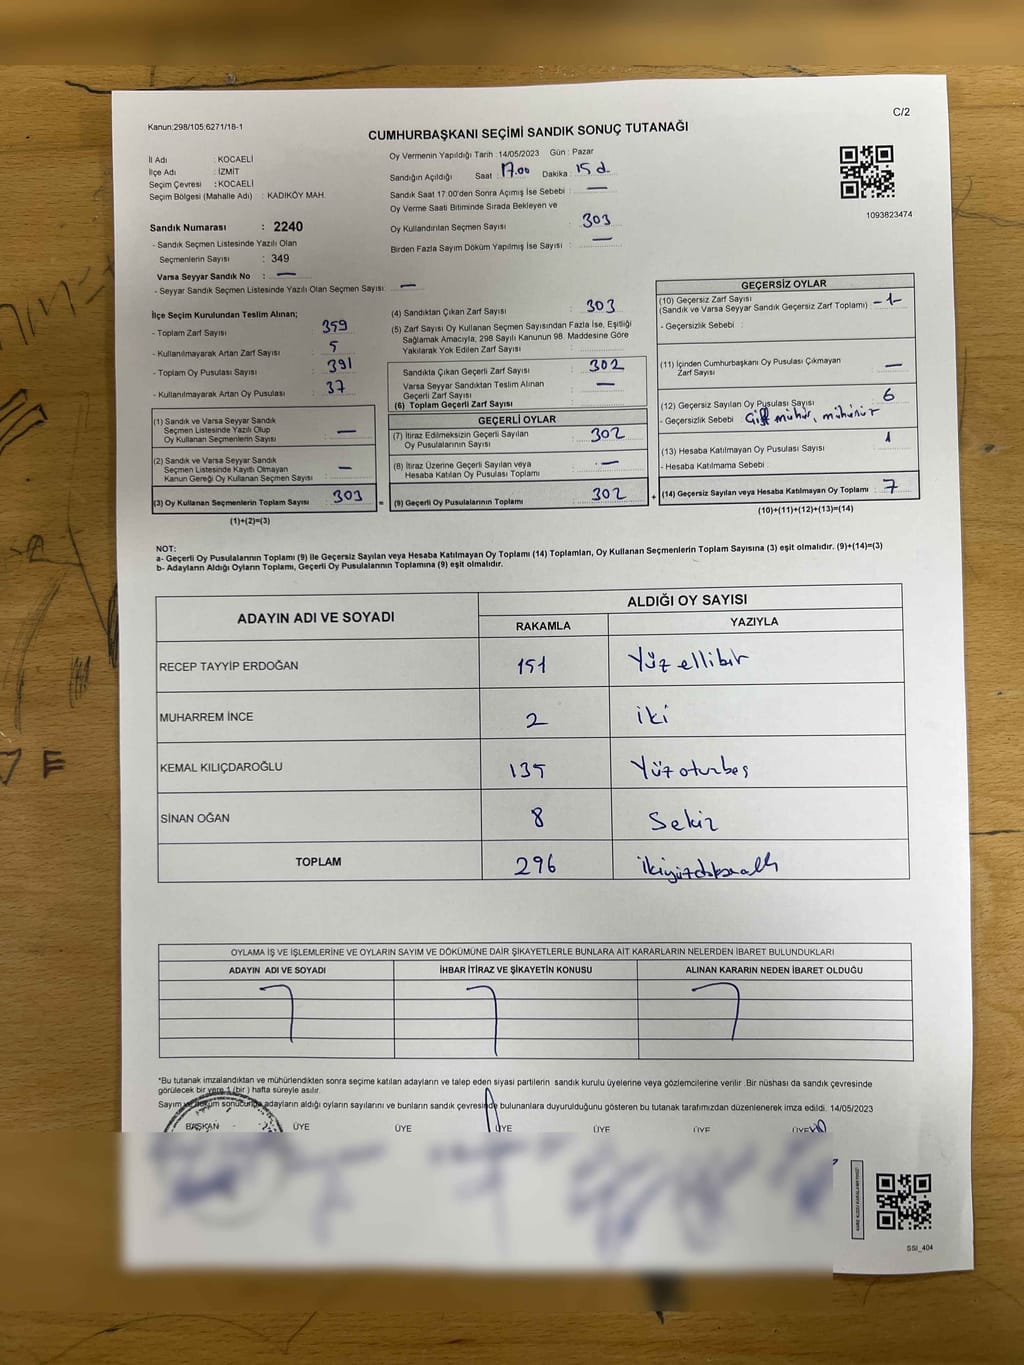 Kanun:298/105:6271/18-1
C/2
CUMHURBAŞKANI SEÇİMİ SANDIK SONUÇ TUTANAĞI
İl Adı : KOCAELİ
İlçe Adı : İZMİT
Seçim Çevresi : KOCAELİ
Seçim Bölgesi (Mahalle Adı) : KADIKÖY MAH.
Sandık Numarası : 2240
- Sandık Seçmen Listesinde Yazılı Olan
Seçmenlerin Sayısı : 349
Varsa Seyyar Sandık No : —
- Seyyar Sandık Seçmen Listesinde Yazılı Olan Seçmen Sayısı: —
Oy Vermenin Yapıldığı Tarih :14/05/2023 Gün : Pazar
Sandığın Açıldığı Saat : 17.00 Dakika : 15 d.
Sandık Saat 17.00'den Sonra Açımış İse Sebebi : —
Oy Verme Saati Bitiminde Sırada Bekleyen ve
Oy Kullandırılan Seçmen Sayısı : 303
Birden Fazla Sayım Döküm Yapılmış İse Sayısı : —
1093823474
İlçe Seçim Kurulundan Teslim Alınan;
- Toplam Zarf Sayısı : 359
- Kullanılmayarak Artan Zarf Sayısı : 5
- Toplam Oy Pusulası Sayısı : 391
- Kullanılmayarak Artan Oy Pusulası : 37
(1) Sandık ve Varsa Seyyar Sandık
Seçmen Listesinde Yazılı Olup
Oy Kullanan Seçmenlerin Sayısı : —
(2) Sandık ve Varsa Seyyar Sandık
Seçmen Listesinde Kayıtlı Olmayan
Kanun Gereği Oy Kullanan Seçmen Sayısı : —
(3) Oy Kullanan Seçmenlerin Toplam Sayısı : 303 =
(1)+(2)=(3)
(4) Sandıktan Çıkan Zarf Sayısı : 303
(5) Zarf Sayısı Oy Kullanan Seçmen Sayısından Fazla İse, Eşitliği
Sağlamak Amacıyla, 298 Sayılı Kanunun 98. Maddesine Göre
Yakılarak Yok Edilen Zarf Sayısı :
Sandıkta Çıkan Geçerli Zarf Sayısı : 302
Varsa Seyyar Sandıktan Teslim Alınan
Geçerli Zarf Sayısı : —
(6) Toplam Geçerli Zarf Sayısı :
GEÇERLİ OYLAR
(7) İtiraz Edilmeksizin Geçerli Sayılan
Oy Pusulalarının Sayısı : 302
(8) İtiraz Üzerine Geçerli Sayılan veya
Hesaba Katılan Oy Pusulası Toplamı : —
(9) Geçerli Oy Pusulalarının Toplamı : 302 +
GEÇERSİZ OYLAR
(10) Geçersiz Zarf Sayısı
(Sandık ve Varsa Seyyar Sandık Geçersiz Zarf Toplamı) : -1-
- Geçersizlik Sebebi :
(11) İçinden Cumhurbaşkanı Oy Pusulası Çıkmayan
Zarf Sayısı : —
(12) Geçersiz Sayılan Oy Pusulası Sayısı : 6
- Geçersizlik Sebebi : Çift mühür, mühürsür
(13) Hesaba Katılmayan Oy Pusulası Sayısı : 1
- Hesaba Katılmama Sebebi :
(14) Geçersiz Sayılan veya Hesaba Katılmayan Oy Toplamı : 7
(10)+(11)+(12)+(13)=(14)
NOT:
a- Geçerli Oy Pusulalarının Toplamı (9) ile Geçersiz Sayılan veya Hesaba Katılmayan Oy Toplamı (14) Toplamları, Oy Kullanan Seçmenlerin Toplam Sayısına (3) eşit olmalıdır. (9)+(14)=(3)
b- Adayların Aldığı Oyların Toplamı, Geçerli Oy Pusulalarının Toplamına (9) eşit olmalıdır.
ADAYIN ADI VE SOYADI
ALDIĞI OY SAYISI
RAKAMLA YAZIYLA
RECEP TAYYİP ERDOĞAN 151 Yüz ellibir
MUHARREM İNCE 2 iki
KEMAL KILIÇDAROĞLU 135 Yüz oturbeş
SİNAN OĞAN 8 Sekiz
TOPLAM 296 ikiyüzdoksanaltı
OYLAMA İŞ VE İŞLEMLERİNE VE OYLARIN SAYIM VE DÖKÜMÜNE DAİR ŞİKAYETLERLE BUNLARA AİT KARARLARIN NELERDEN İBARET BULUNDUKLARI
ADAYIN ADI VE SOYADI İHBAR İTİRAZ VE ŞİKAYETİN KONUSU ALINAN KARARIN NEDEN İBARET OLDUĞU
*Bu tutanak imzalandıktan ve mühürlendikten sonra seçime katılan adayların ve talep eden siyasi partilerin sandık kurulu üyelerine veya gözlemcilerine verilir. Bir nüshası da sandık çevresinde
görülecek bir yere 1 (bir ) hafta süreyle asılır.
Sayım ve döküm sonucunda adayların aldığı oyların sayılarını ve bunların sandık çevresinde bulunanlara duyurulduğunu gösteren bu tutanak tarafımızdan düzenlenerek imza edildi. 14/05/2023
BAŞKAN ÜYE ÜYE ÜYE ÜYE ÜYE ÜYE
SSI_404